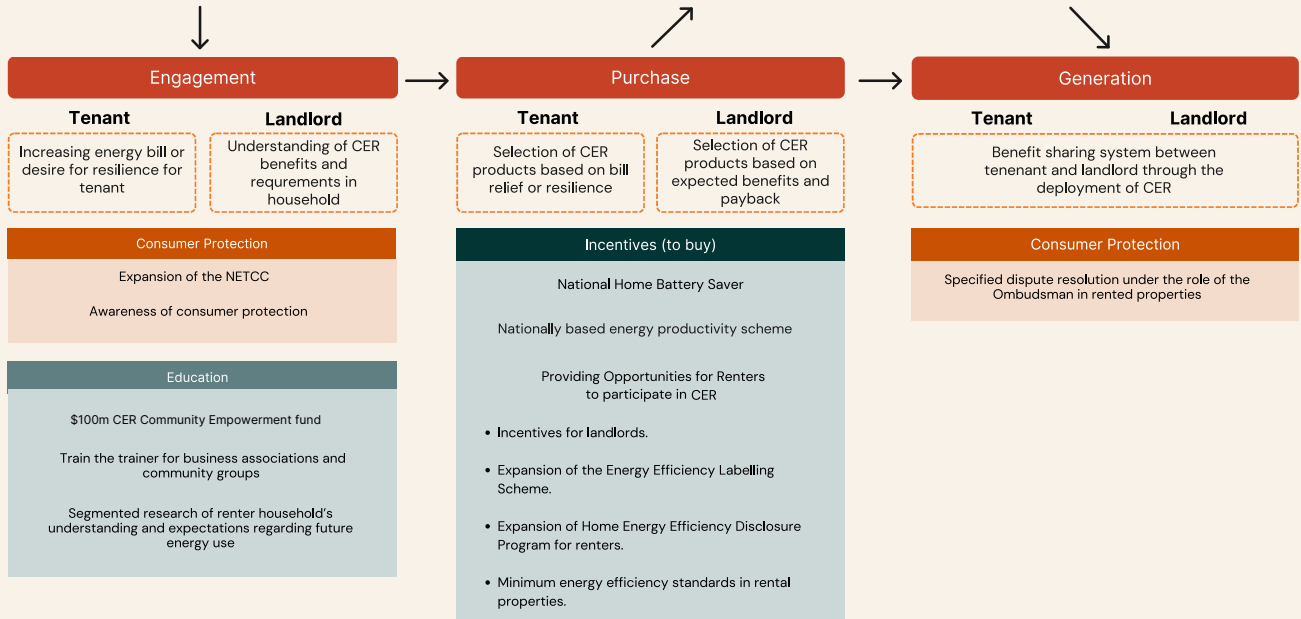 Engagement
Tenant
Landlord
Increasing energy bill or
desire for resilience for
tenant
Understanding of CER
benefits and
requrements in
household
Consumer Protection
Expansion of the NETCC
Awareness of consumer protection
Education
$100m CER Community Empowerment fund
Train the trainer for business associations and
community groups
Segmented research of renter household's
understanding and expectations regarding future
energy use
Purchase
Tenant
Landlord
Selection of CER
products based on bill
relief or resilience
Selection of CER
products based on
expected benefits and
payback
Incentives (to buy)
National Home Battery Saver
Nationally based energy productivity scheme
Providing Opportunities for Renters
to participate in CER
• Incentives for landlords.
• Expansion of the Energy Efficiency Labelling
Scheme.
• Expansion of Home Energy Efficiency Disclosure
Program for renters.
• Minimum energy efficiency standards in rental
properties.
Generation
Tenant
Landlord
Benefit sharing system between
tenenant and landlord through the
deployment of CER
Consumer Protection
Specified dispute resolution under the role of the
Ombudsman in rented properties